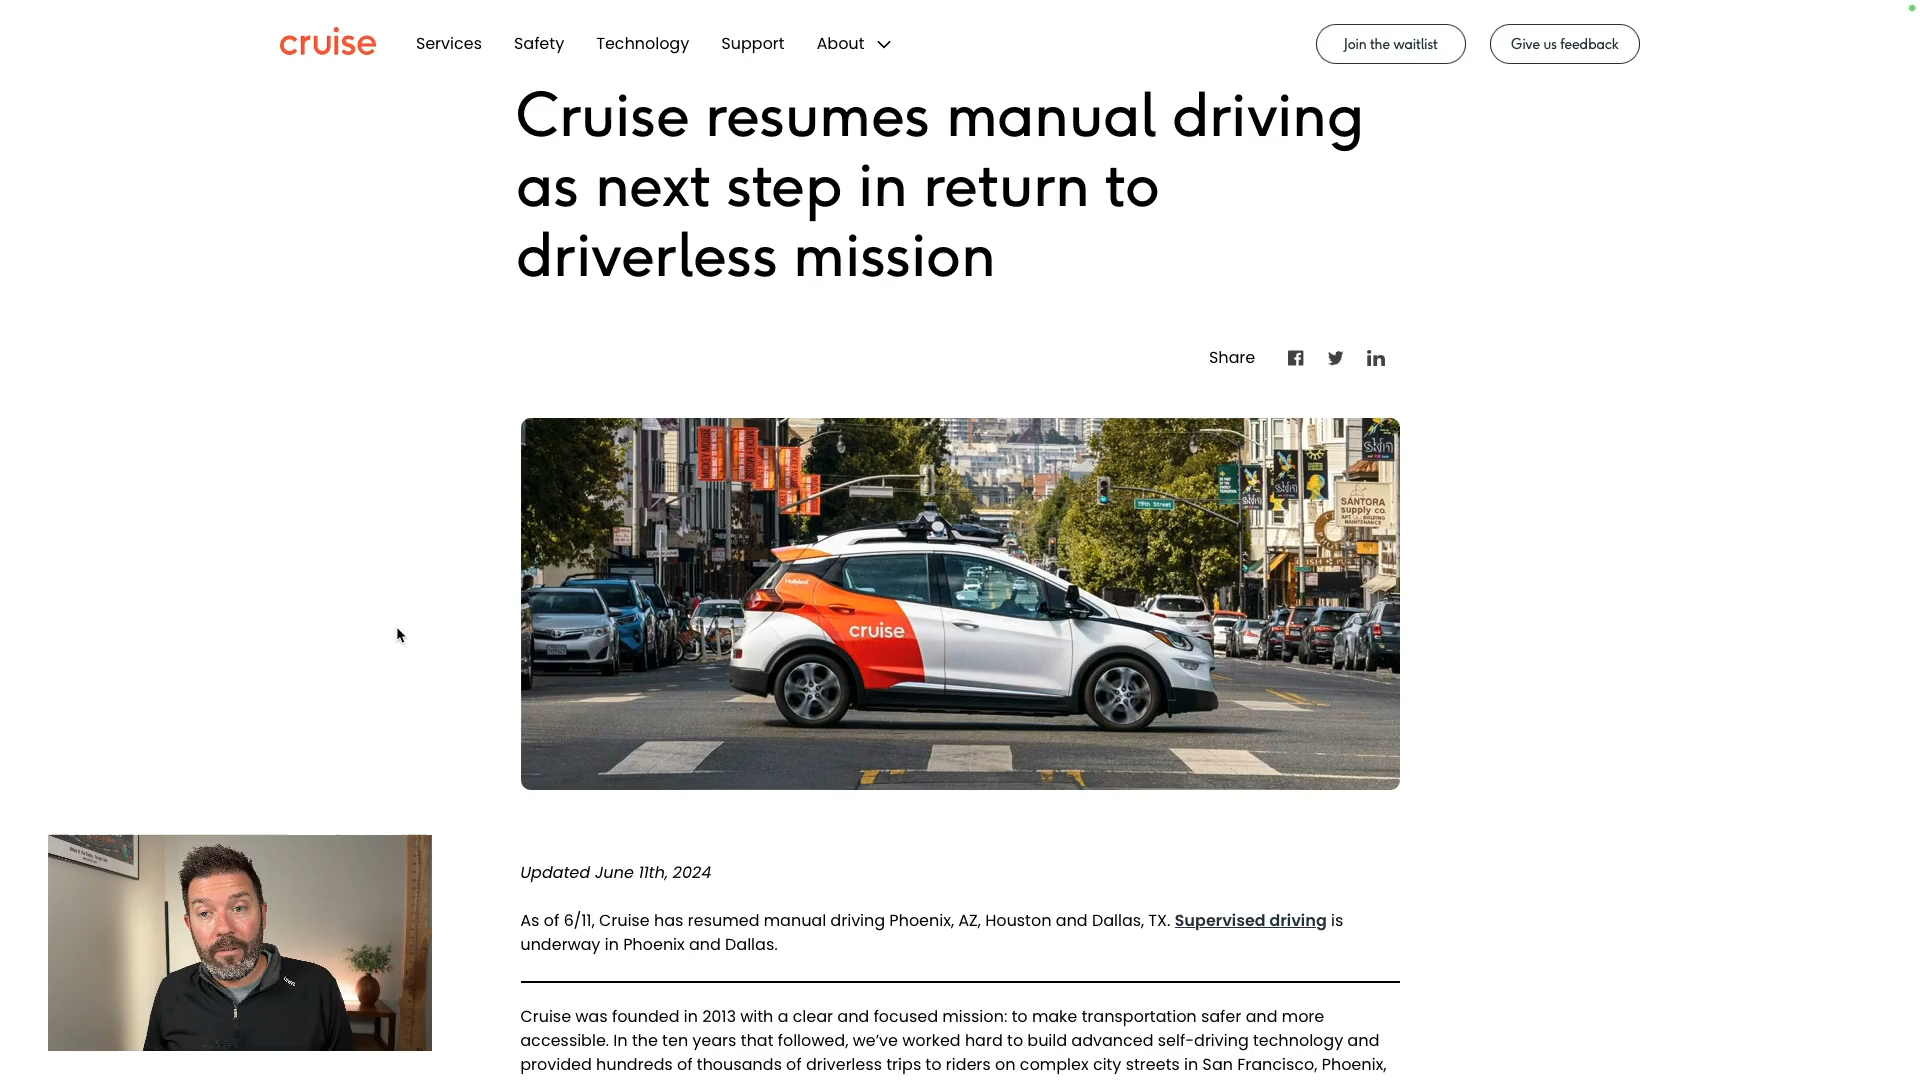 cruise
Services
Safety
Technology
Support
About
Join the waitlist
Give us feedback
Cruise resumes manual driving
as next step in return to
driverless mission
Share
19th Street
SANTORA
supply co.
cruise
Updated June 11th, 2024
As of 6/11, Cruise has resumed manual driving Phoenix, AZ, Houston and Dallas, TX. Supervised driving is
underway in Phoenix and Dallas.
Cruise was founded in 2013 with a clear and focused mission: to make transportation safer and more
accessible. In the ten years that followed, we’ve worked hard to build advanced self-driving technology and
provided hundreds of thousands of driverless trips to riders on complex city streets in San Francisco, Phoenix,